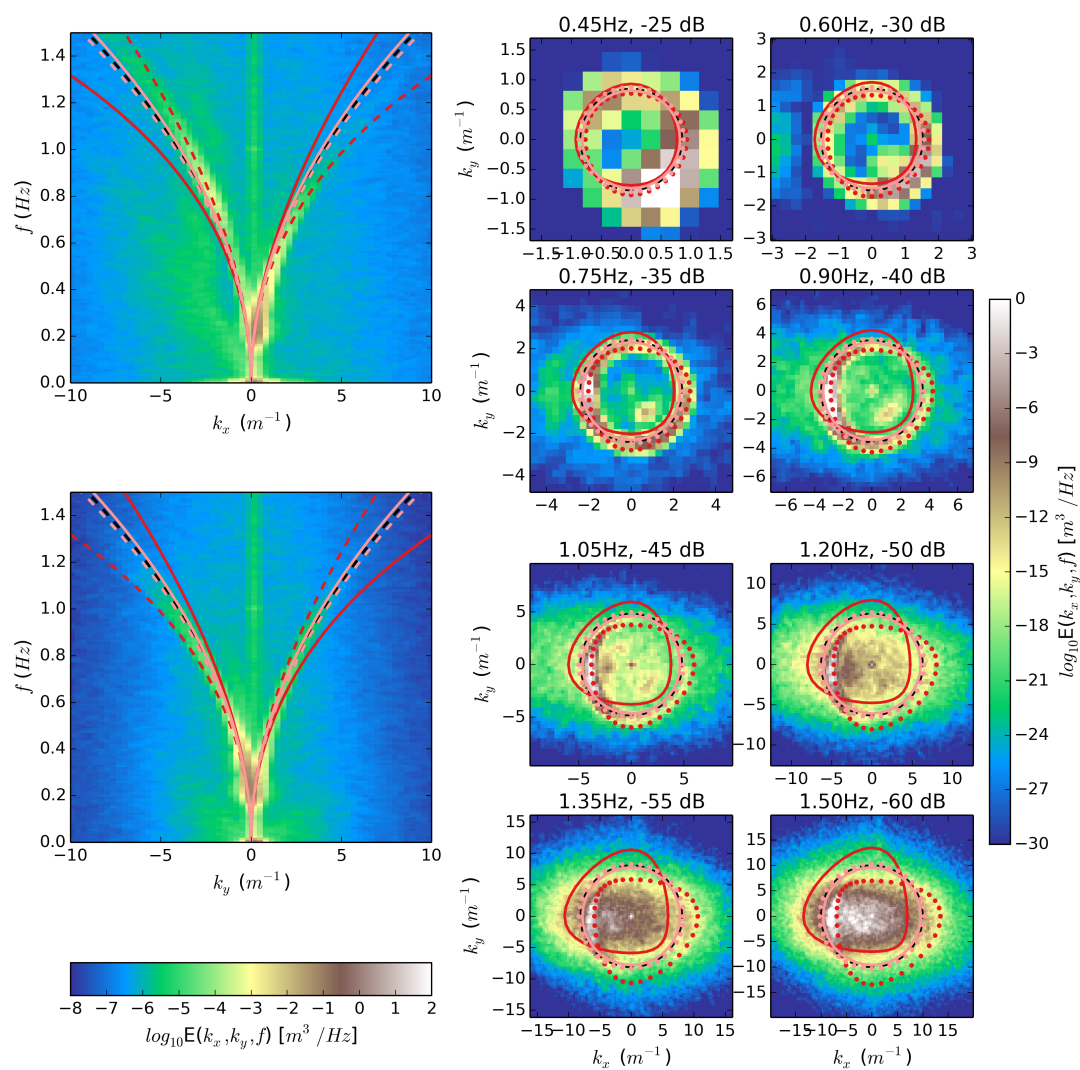 1.4
1.2
1.0
0.8
0.6
0.4
0.2
0.0
f (Hz)
−10 −5 0 5 10
k_x (m^{−1})
1.4
1.2
1.0
0.8
0.6
0.4
0.2
0.0
f (Hz)
−10 −5 0 5 10
k_y (m^{−1})
−8 −7 −6 −5 −4 −3 −2 −1 0 1 2
log_{10}E(k_x,k_y,f) [m^3 /Hz]
0.45Hz, -25 dB
1.5
1.0
0.5
0.0
−0.5
−1.0
−1.5
k_y (m^{−1})
−1.5 −1.0 −0.5 0.0 0.5 1.0 1.5
0.60Hz, -30 dB
3
2
1
0
−1
−2
−3
−3 −2 −1 0 1 2 3
0.75Hz, -35 dB
4
2
0
−2
−4
k_y (m^{−1})
−4 −2 0 2 4
0.90Hz, -40 dB
6
4
2
0
−2
−4
−6
−6 −4 −2 0 2 4 6
1.05Hz, -45 dB
5
0
−5
k_y (m^{−1})
−5 0 5
1.20Hz, -50 dB
10
5
0
−5
−10
−10 −5 0 5 10
1.35Hz, -55 dB
15
10
5
0
−5
−10
−15
k_y (m^{−1})
−15 −10 −5 0 5 10 15
k_x (m^{−1})
1.50Hz, -60 dB
15
10
5
0
−5
−10
−15
−15 −10 −5 0 5 10 15
k_x (m^{−1})
0
−3
−6
−9
−12
−15
−18
−21
−24
−27
−30
log_{10}E(k_x,k_y,f) [m^3 /Hz]